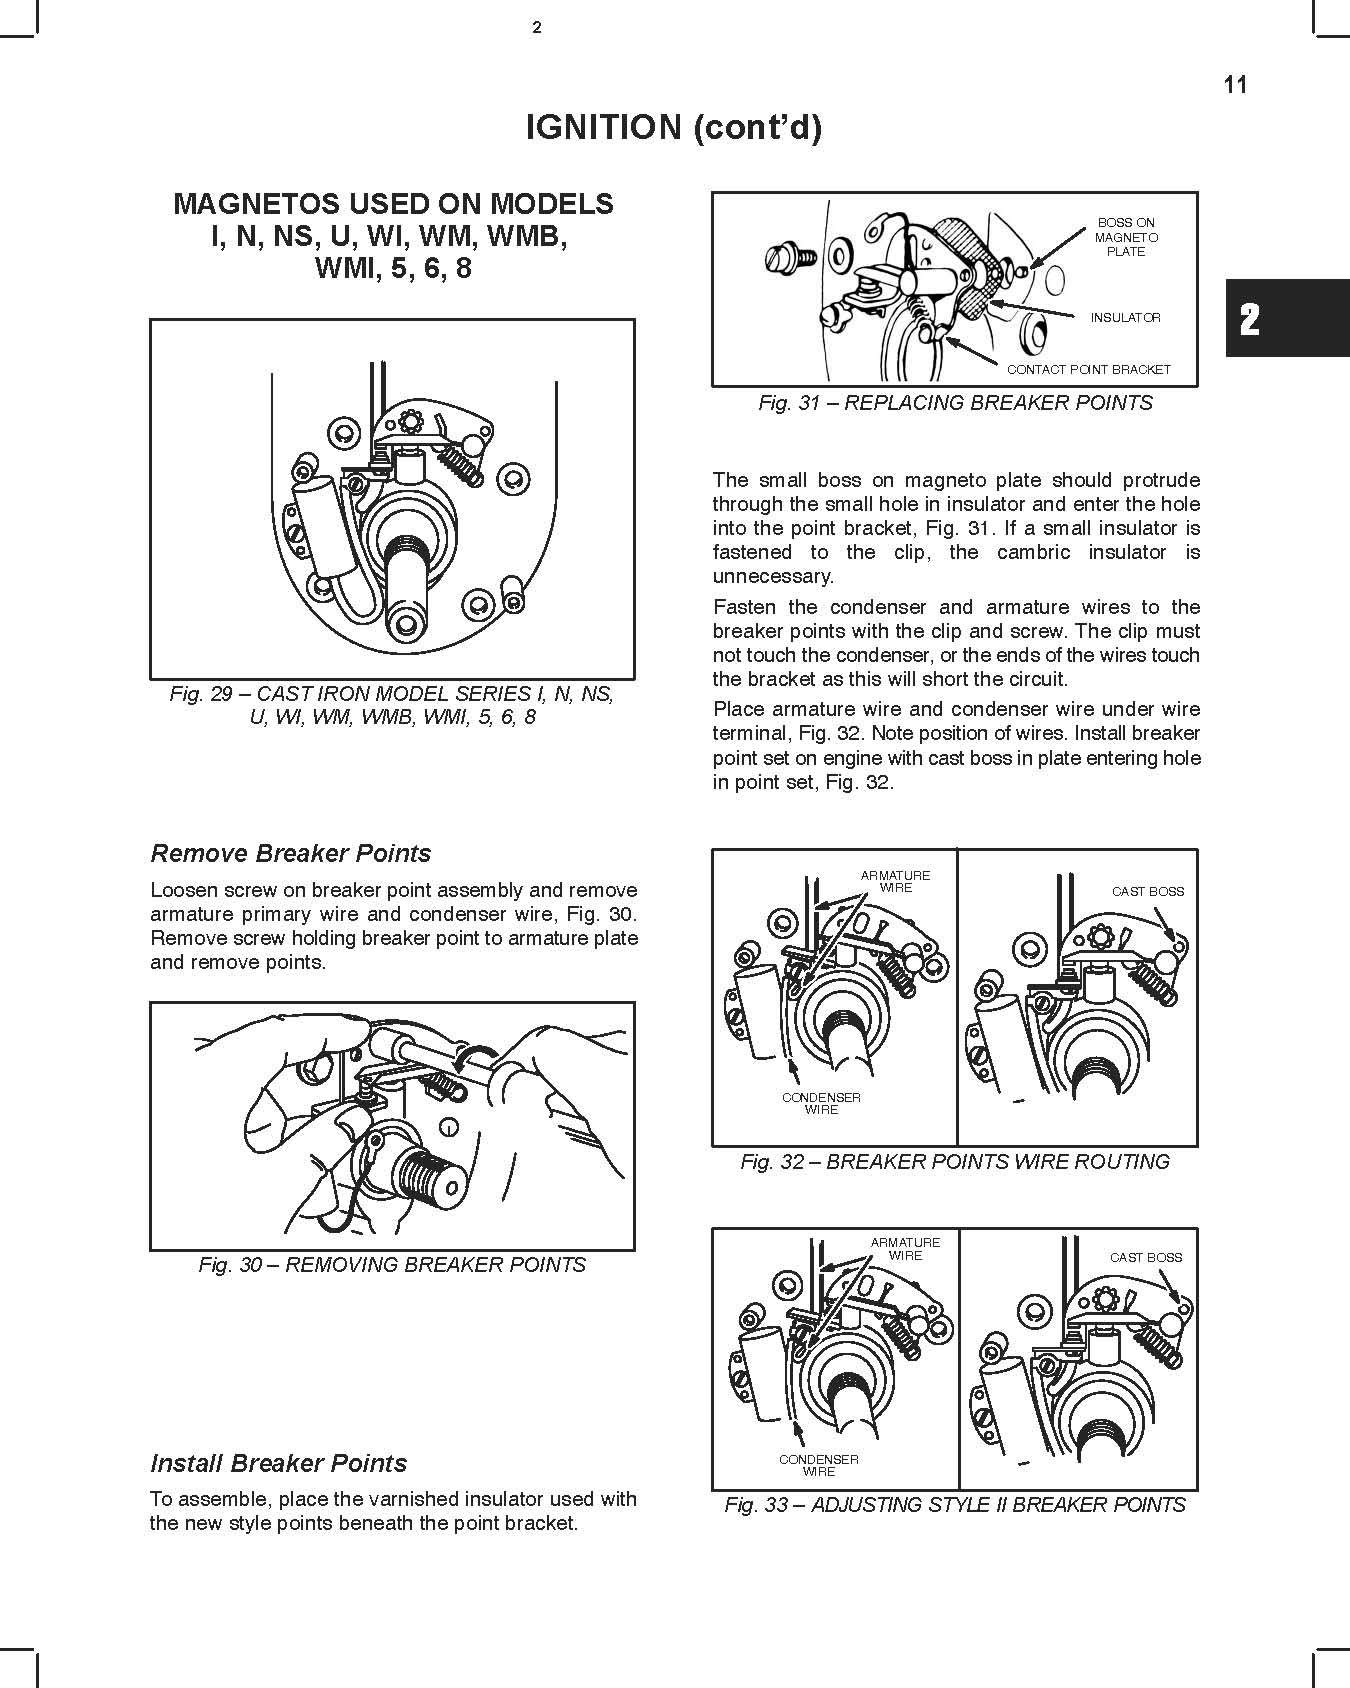 2
11
IGNITION (cont’d)
MAGNETOS USED ON MODELS
I, N, NS, U, WI, WM, WMB,
WMI, 5, 6, 8
Fig. 29 – CAST IRON MODEL SERIES I, N, NS,
U, WI, WM, WMB, WMI, 5, 6, 8
Remove Breaker Points
Loosen screw on breaker point assembly and remove
armature primary wire and condenser wire, Fig. 30.
Remove screw holding breaker point to armature plate
and remove points.
Fig. 30 – REMOVING BREAKER POINTS
Install Breaker Points
To assemble, place the varnished insulator used with
the new style points beneath the point bracket.
BOSS ON
MAGNETO
PLATE
INSULATOR
CONTACT POINT BRACKET
Fig. 31 – REPLACING BREAKER POINTS
2
The small boss on magneto plate should protrude
through the small hole in insulator and enter the hole
into the point bracket, Fig. 31. If a small insulator is
fastened to the clip, the cambric insulator is
unnecessary.
Fasten the condenser and armature wires to the
breaker points with the clip and screw. The clip must
not touch the condenser, or the ends of the wires touch
the bracket as this will short the circuit.
Place armature wire and condenser wire under wire
terminal, Fig. 32. Note position of wires. Install breaker
point set on engine with cast boss in plate entering hole
in point set, Fig. 32.
ARMATURE
WIRE
CAST BOSS
CONDENSER
WIRE
Fig. 32 – BREAKER POINTS WIRE ROUTING
ARMATURE
WIRE
CAST BOSS
CONDENSER
WIRE
Fig. 33 – ADJUSTING STYLE II BREAKER POINTS